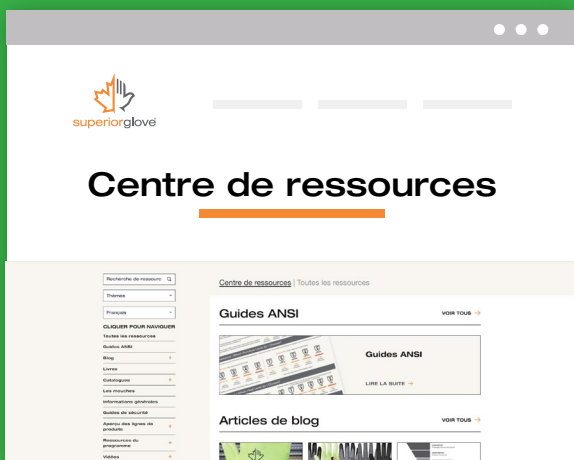 superiorglove
Centre de ressources
Recherche de ressourc
Thèmes
Français
CLIQUER POUR NAVIGUER
Toutes les ressources
Guides ANSI
Blog +
Livres
Catalogues +
Les mouches
Informations générales
Guides de sécurité
Aperçu des lignes de
produits +
Ressources du
programme +
Vidéos +
Centre de ressources | Toutes les ressources
Guides ANSI
VOIR TOUS →
Guides ANSI
LIRE LA SUITE →
Articles de blog
VOIR TOUS →